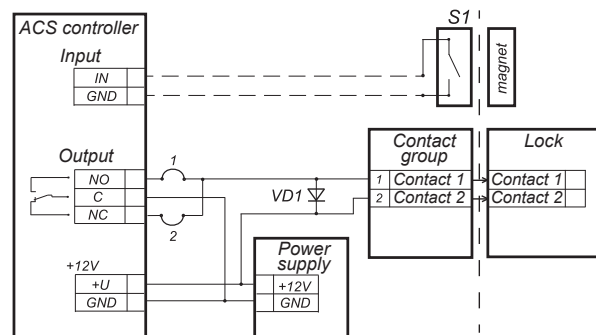 S1
ACS controller
Input
IN
GND
magnet
Output
NO
C
NC
1
2
VD1
Contact group
1 Contact 1
2 Contact 2
Lock
Contact 1
Contact 2
+12V
+U
GND
Power supply
+12V
GND